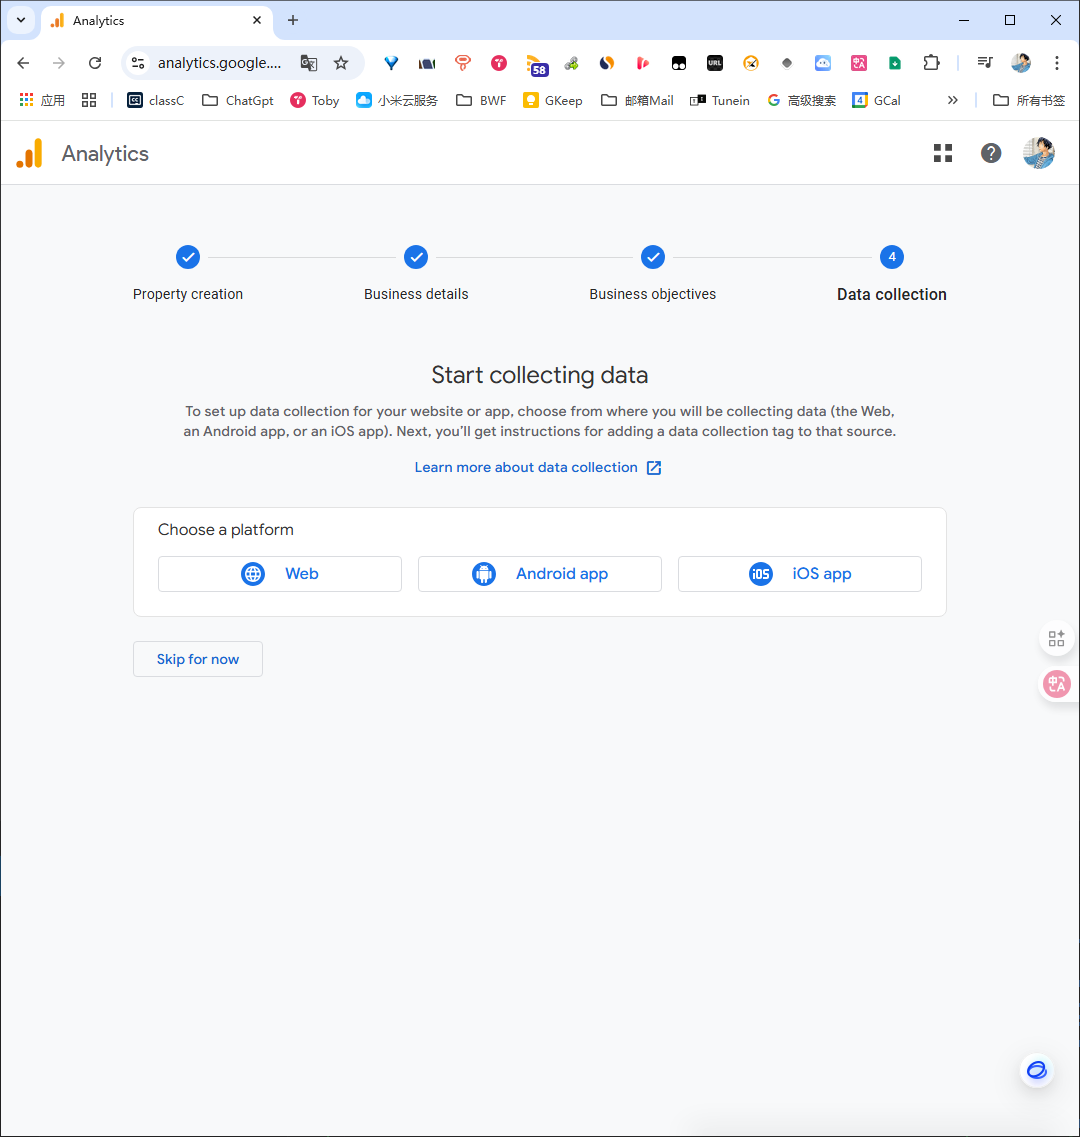 Analytics
analytics.google....
58
URL
应用
classC
ChatGpt
Toby
小米云服务
BWF
GKeep
邮箱Mail
Tunein
高级搜索
4
GCal
所有书签
Analytics
4
Property creation
Business details
Business objectives
Data collection
Start collecting data
To set up data collection for your website or app, choose from where you will be collecting data (the Web,
an Android app, or an iOS app). Next, you’ll get instructions for adding a data collection tag to that source.
Learn more about data collection
Choose a platform
Web
Android app
iOS
iOS app
Skip for now
中A